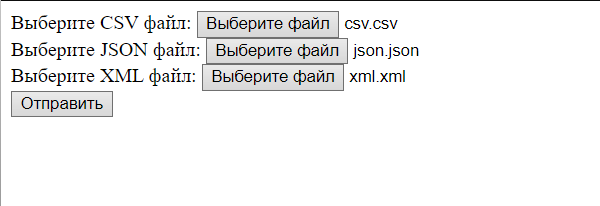 Выберите CSV файл: Выберите файл csv.csv
Выберите JSON файл: Выберите файл json.json
Выберите XML файл: Выберите файл xml.xml
Отправить